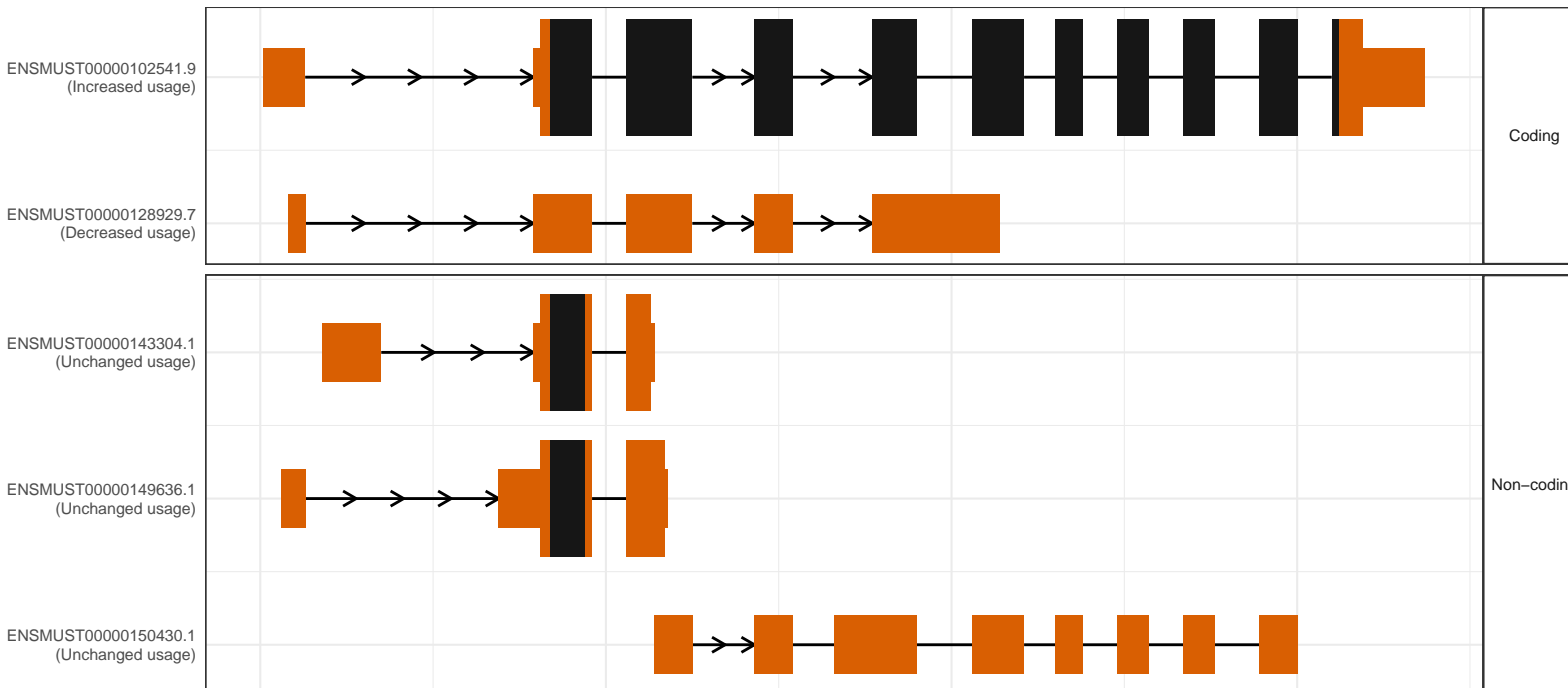 ENSMUST00000102541.9
(Increased usage)
Coding
ENSMUST00000128929.7
(Decreased usage)
ENSMUST00000143304.1
(Unchanged usage)
ENSMUST00000149636.1
(Unchanged usage)
Non−codin
ENSMUST00000150430.1
(Unchanged usage)